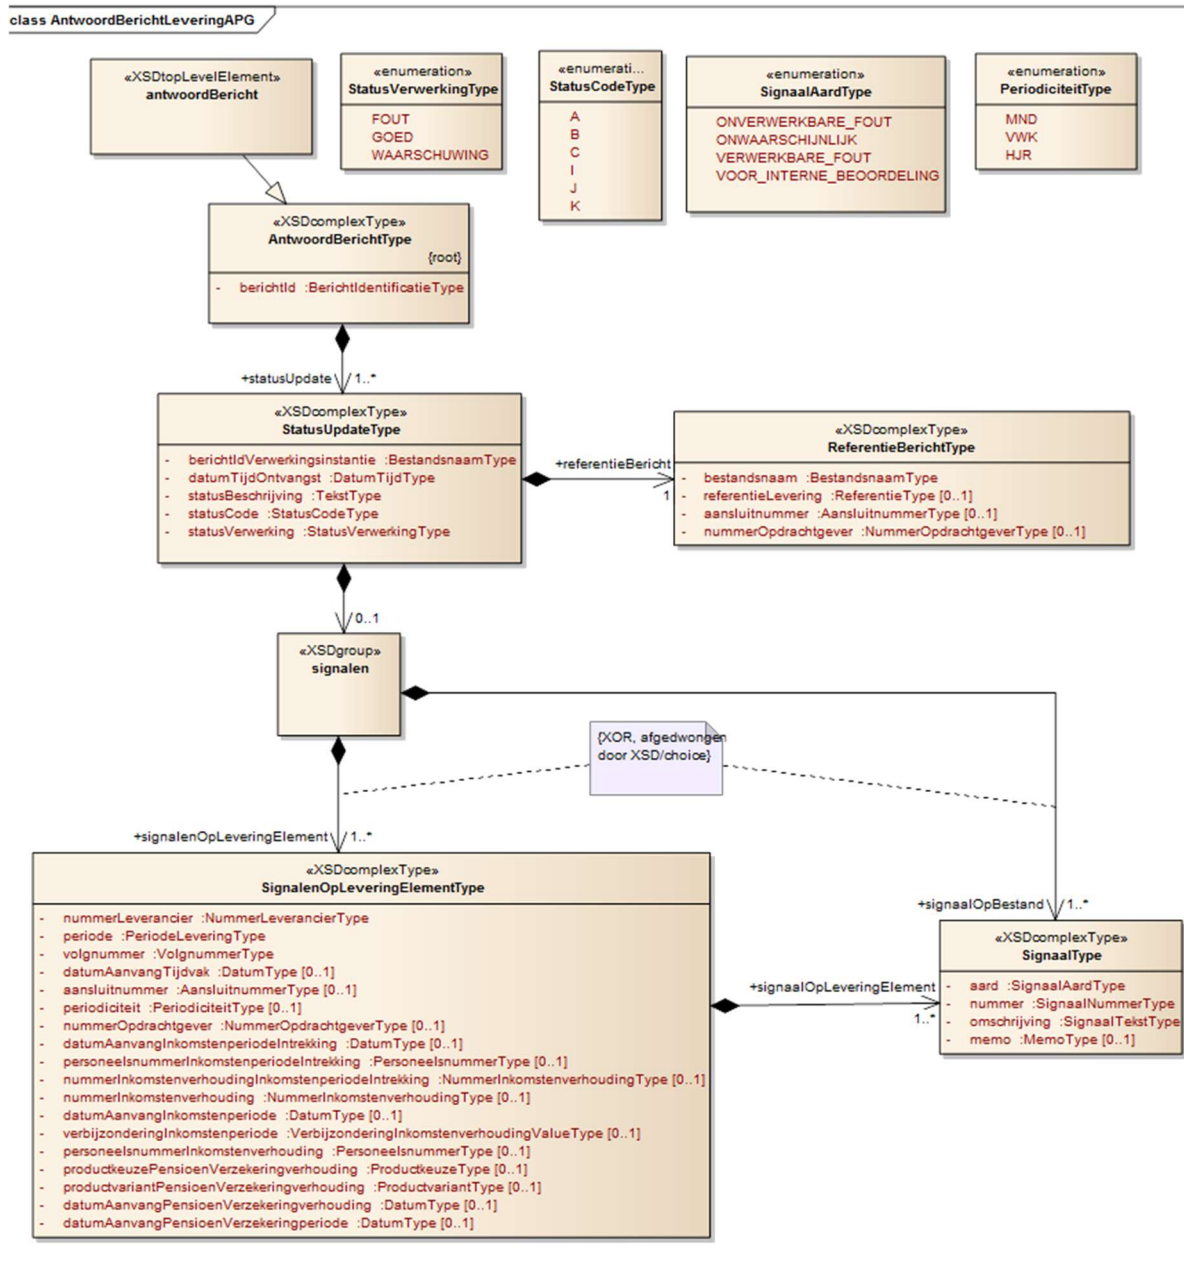 class AntwoordBerichtLeveringAPG
«XSDtopLevelElement»
antwoordBericht
«enumeration»
StatusVerwerkingType
FOUT
GOED
WAARSCHUWING
«enumerati...
StatusCodeType
A
B
C
I
J
K
«enumeration»
SignaalAardType
ONVERWERKBARE_FOUT
ONWAARSCHIJNLIJK
VERWERKBARE_FOUT
VOOR_INTERNE_BEOORDELING
«enumeration»
PeriodiciteitType
MND
VWK
HJR
«XSDcomplexType»
AntwoordBerichtType
{root}
- berichtId :BerichtIdentificatieType
+statusUpdate 1..*
«XSDcomplexType»
StatusUpdateType
- berichtIdVerwerkingsinstantie :BestandsnaamType
- datumTijdOntvangst :DatumTijdType
- statusBeschrijving :TekstType
- statusCode :StatusCodeType
- statusVerwerking :StatusVerwerkingType
+referentieBericht
1
«XSDcomplexType»
ReferentieBerichtType
- bestandsnaam :BestandsnaamType
- referentieLevering :ReferentieType [0..1]
- aansluitnummer :AansluitnummerType [0..1]
- nummerOpdrachtgever :NummerOpdrachtgeverType [0..1]
0..1
«XSDgroup»
signalen
{XOR, afgedwongen
door XSD/choice}
+signalenOpLeveringElement 1..*
«XSDcomplexType»
SignalenOpLeveringElementType
- nummerLeverancier :NummerLeverancierType
- periode :PeriodeLeveringType
- volgnummer :VolgnummerType
- datumAanvangTijdvak :DatumType [0..1]
- aansluitnummer :AansluitnummerType [0..1]
- periodiciteit :PeriodiciteitType [0..1]
- nummerOpdrachtgever :NummerOpdrachtgeverType [0..1]
- datumAanvangInkomstenperiodeIntrekking :DatumType [0..1]
- personeelsnummerInkomstenperiodeIntrekking :PersoneelsnummerType [0..1]
- nummerInkomstenverhoudingInkomstenperiodeIntrekking :NummerInkomstenverhoudingType [0..1]
- nummerInkomstenverhouding :NummerInkomstenverhoudingType [0..1]
- datumAanvangInkomstenperiode :DatumType [0..1]
- verbijzonderingInkomstenperiode :VerbijzonderingInkomstenverhoudingValueType [0..1]
- personeelsnummerInkomstenverhouding :PersoneelsnummerType [0..1]
- productkeuzePensioenVerzekeringverhouding :ProductkeuzeType [0..1]
- productvariantPensioenVerzekeringverhouding :ProductvariantType [0..1]
- datumAanvangPensioenVerzekeringverhouding :DatumType [0..1]
- datumAanvangPensioenVerzekeringperiode :DatumType [0..1]
+signaalOpBestand 1..*
+signaalOpLeveringElement
1..*
«XSDcomplexType»
SignaalType
- aard :SignaalAardType
- nummer :SignaalNummerType
- omschrijving :SignaalTekstType
- memo :MemoType [0..1]